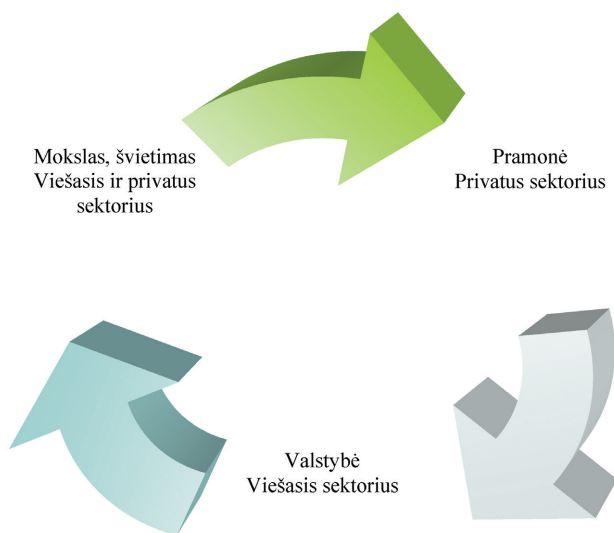 Mokslas, švietimas
Viešasis ir privatus
sektorius
Pramonė
Privatus sektorius
Valstybė
Viešasis sektorius